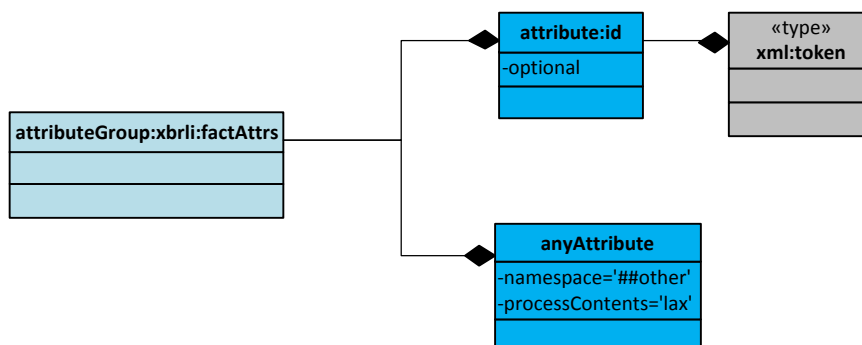 attribute:id
-optional
«type»
xml:token
attributeGroup:xbrli:factAttrs
anyAttribute
-namespace='##other'
-processContents='lax'